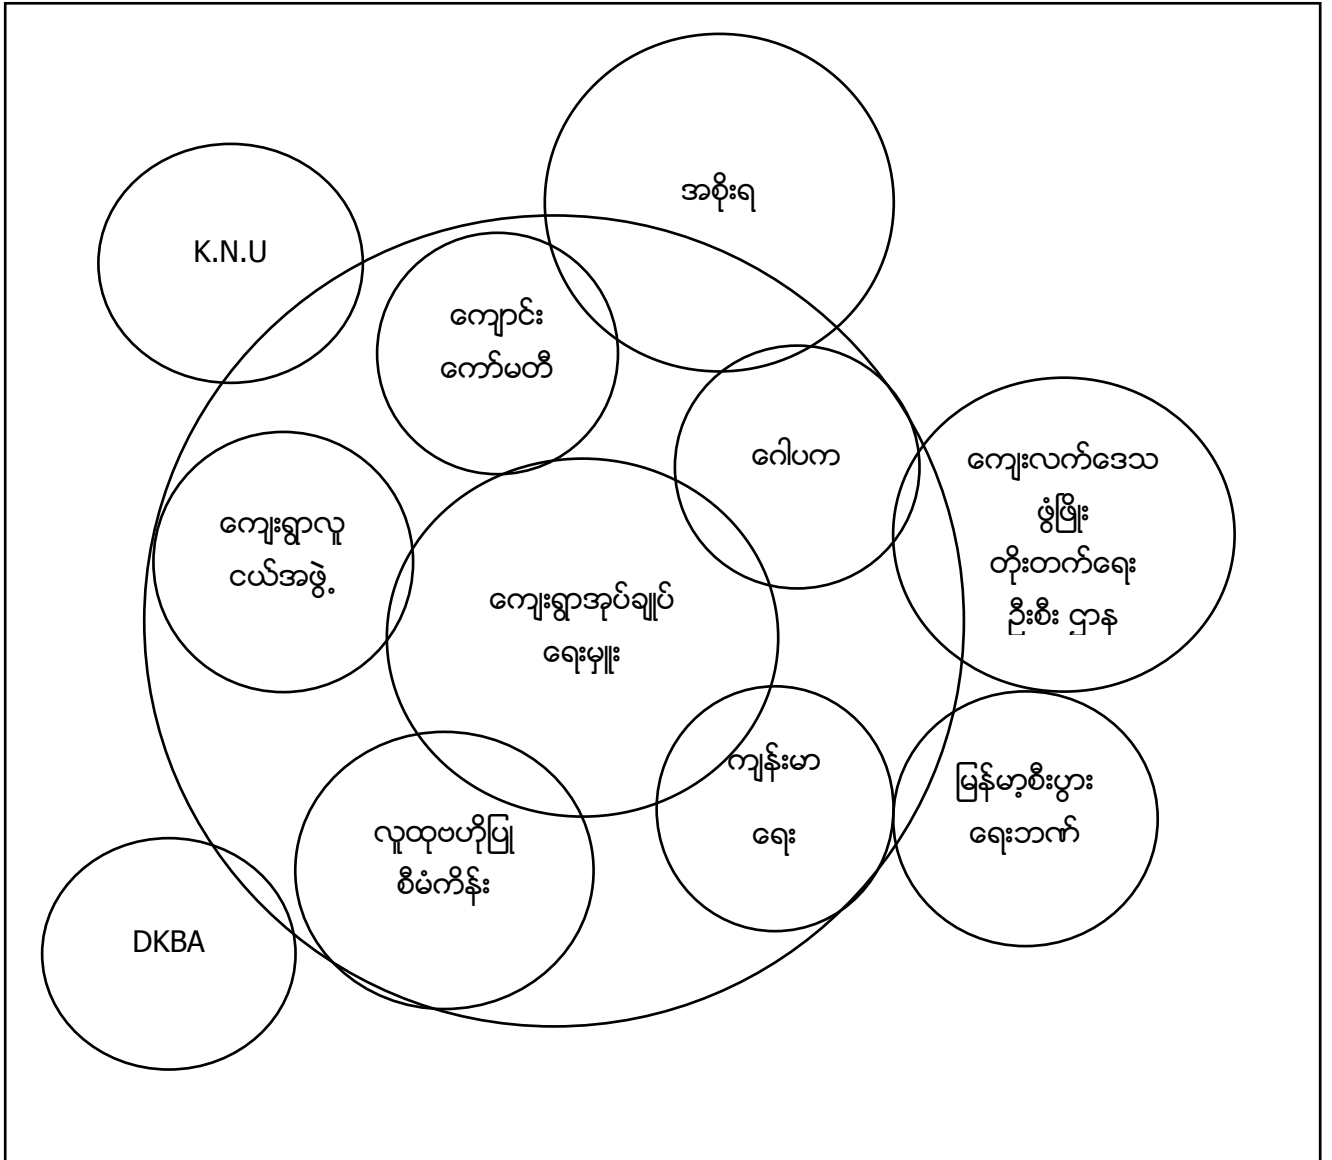 အစိုးရ
K.N.U
ကျောင်း
ကော်မတီ
ဂေါပက
ကျေးလက်ဒေသ
ဖွံဖြိုး
တိုးတက်ရေး
ဦးစီး ဌာန
ကျေးရွာလူ
ငယ်အဖွဲ့
ကျေးရွာအုပ်ချုပ်
ရေးမှူး
ကျန်းမာ
ရေး
မြန်မာ့စီးပွား
ရေးဘဏ်
လူထုဗဟိုပြု
စီမံကိန်း
DKBA